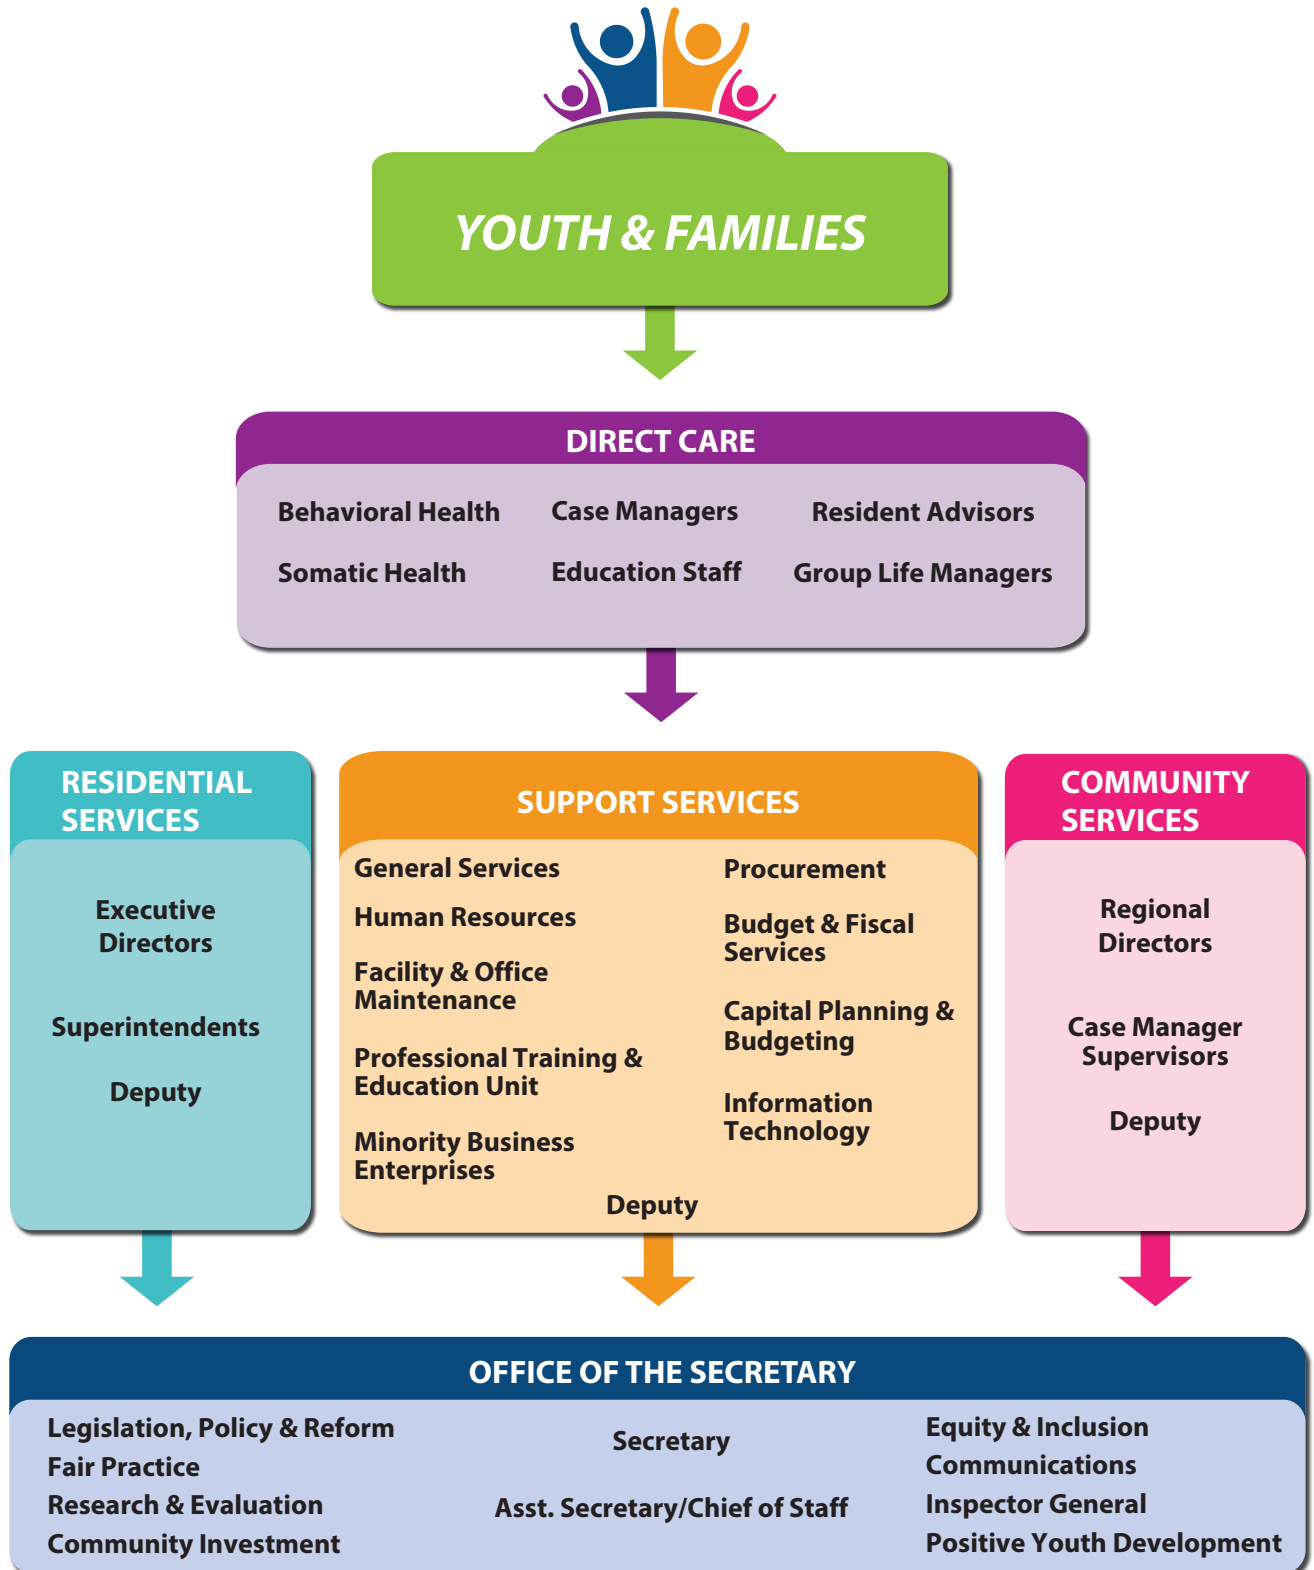 YOUTH & FAMILIES
DIRECT CARE
Behavioral Health
Somatic Health
Case Managers
Education Staff
Resident Advisors
Group Life Managers
RESIDENTIAL
SERVICES
Executive
Directors
Superintendents
Deputy
SUPPORT SERVICES
General Services
Human Resources
Facility & Office
Maintenance
Professional Training &
Education Unit
Minority Business
Enterprises
Procurement
Budget & Fiscal
Services
Capital Planning &
Budgeting
Information
Technology
Deputy
COMMUNITY
SERVICES
Regional
Directors
Case Manager
Supervisors
Deputy
OFFICE OF THE SECRETARY
Legislation, Policy & Reform
Fair Practice
Research & Evaluation
Community Investment
Secretary
Asst. Secretary/Chief of Staff
Equity & Inclusion
Communications
Inspector General
Positive Youth Development